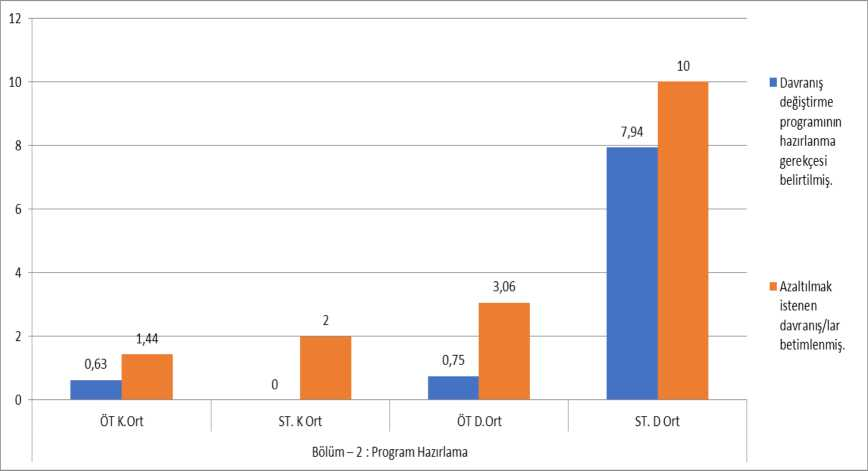 12
10
8
6
4
2
0
0,63
1,44
0
2
0,75
3,06
7,94
10
ÖT K.Ort
ST. K Ort
ÖT D.Ort
ST. D Ort
Bölüm – 2 : Program Hazırlama
Davranış
değiştirme
programının
hazırlanma
gerekçesi
belirtilmiş.
Azaltılmak
istenen
davranış/lar
betimlenmiş.